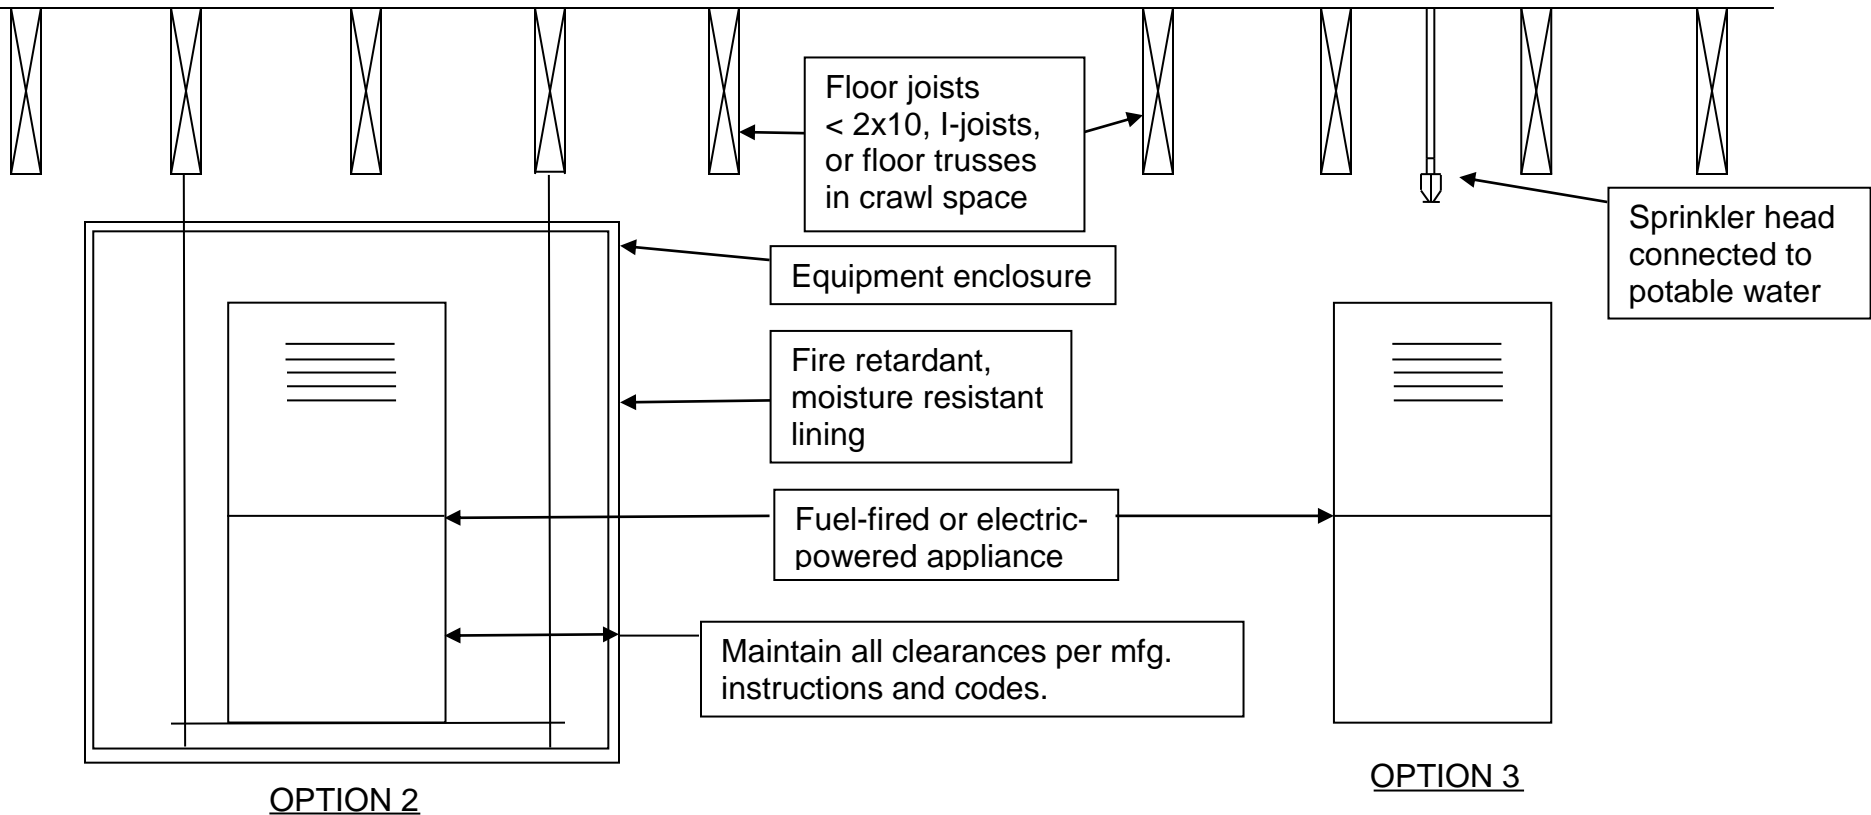 Floor joists
< 2x10, I-joists,
or floor trusses
in crawl space
Sprinkler head
connected to
potable water
Equipment enclosure
Fire retardant,
moisture resistant
lining
Fuel-fired or electric-
powered appliance
Maintain all clearances per mfg.
instructions and codes.
OPTION 2
OPTION 3